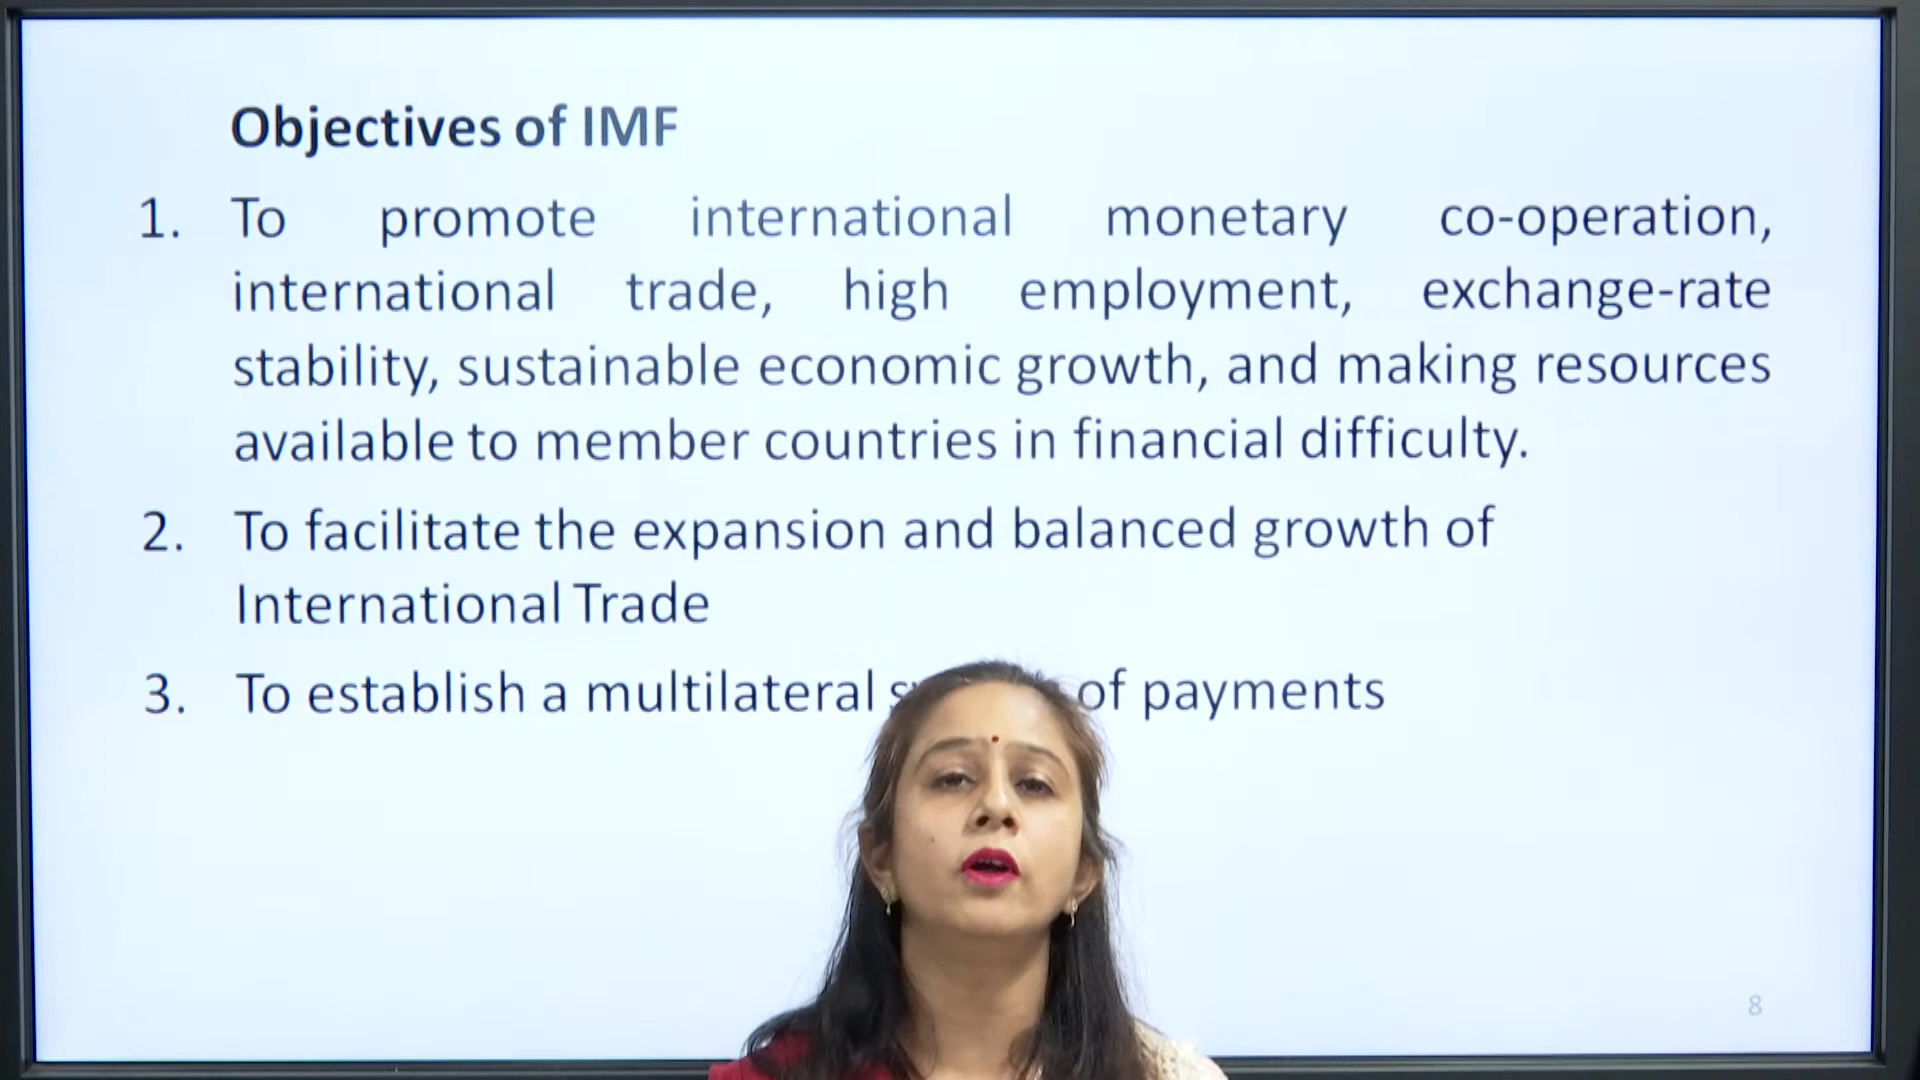 Objectives of IMF
1. To promote international monetary co-operation,
international trade, high employment, exchange-rate
stability, sustainable economic growth, and making resources
available to member countries in financial difficulty.
2. To facilitate the expansion and balanced growth of
International Trade
3. To establish a multilateral of payments
8